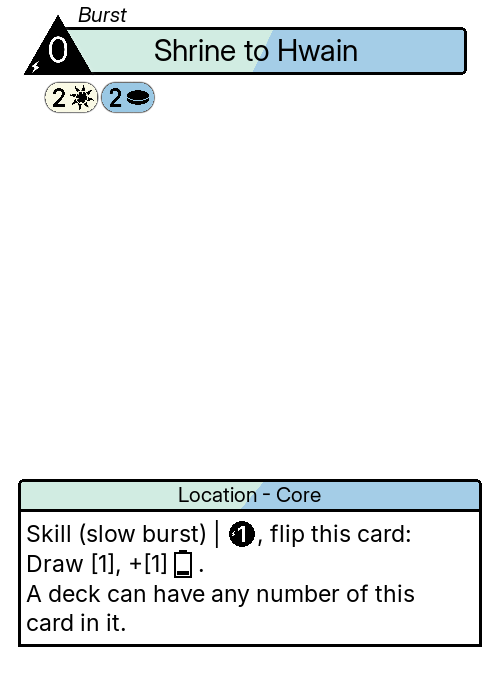 Burst
0 Shrine to Hwain
2 2
Location - Core
Skill (slow burst) | 1, flip this card:
Draw [1], +[1] .
A deck can have any number of this
card in it.